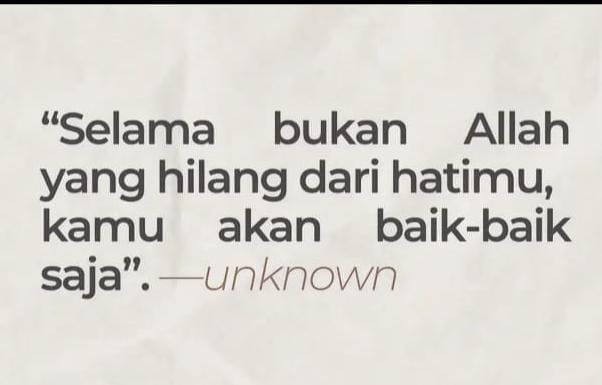 “Selama bukan Allah
yang hilang dari hatimu,
kamu akan baik-baik
saja”. —unknown